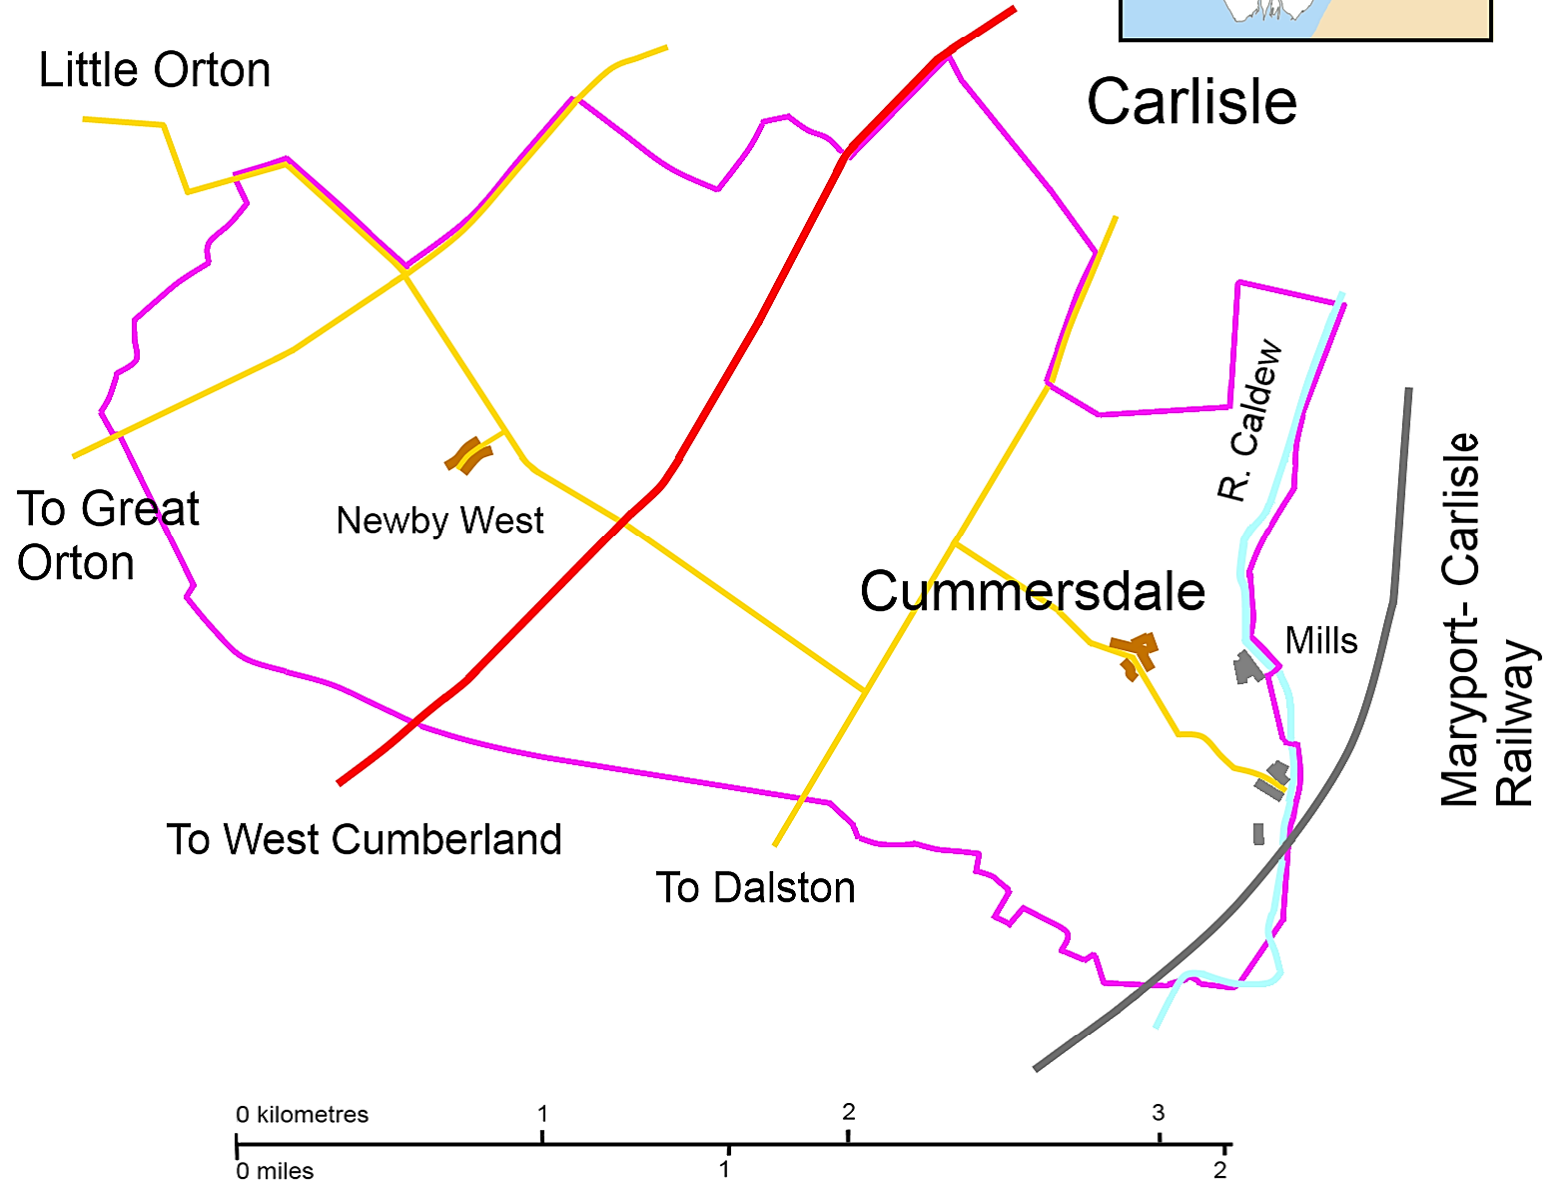 Little Orton
Carlisle
R. Caldew
To Great
Orton
Newby West
Cummersdale
Mills
Maryport- Carlisle
Railway
To West Cumberland
To Dalston
0 kilometres 1 2 3
0 miles 1 2